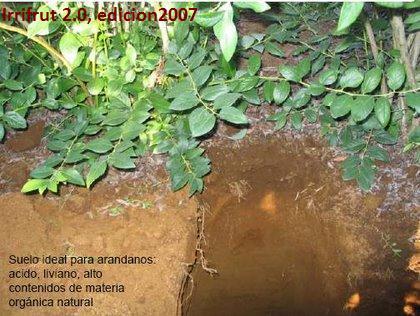 Irrifrut 2.0, edicion2007
Suelo ideal para arandanos:
acido, liviano, alto
contenidos de materia
orgánica natural